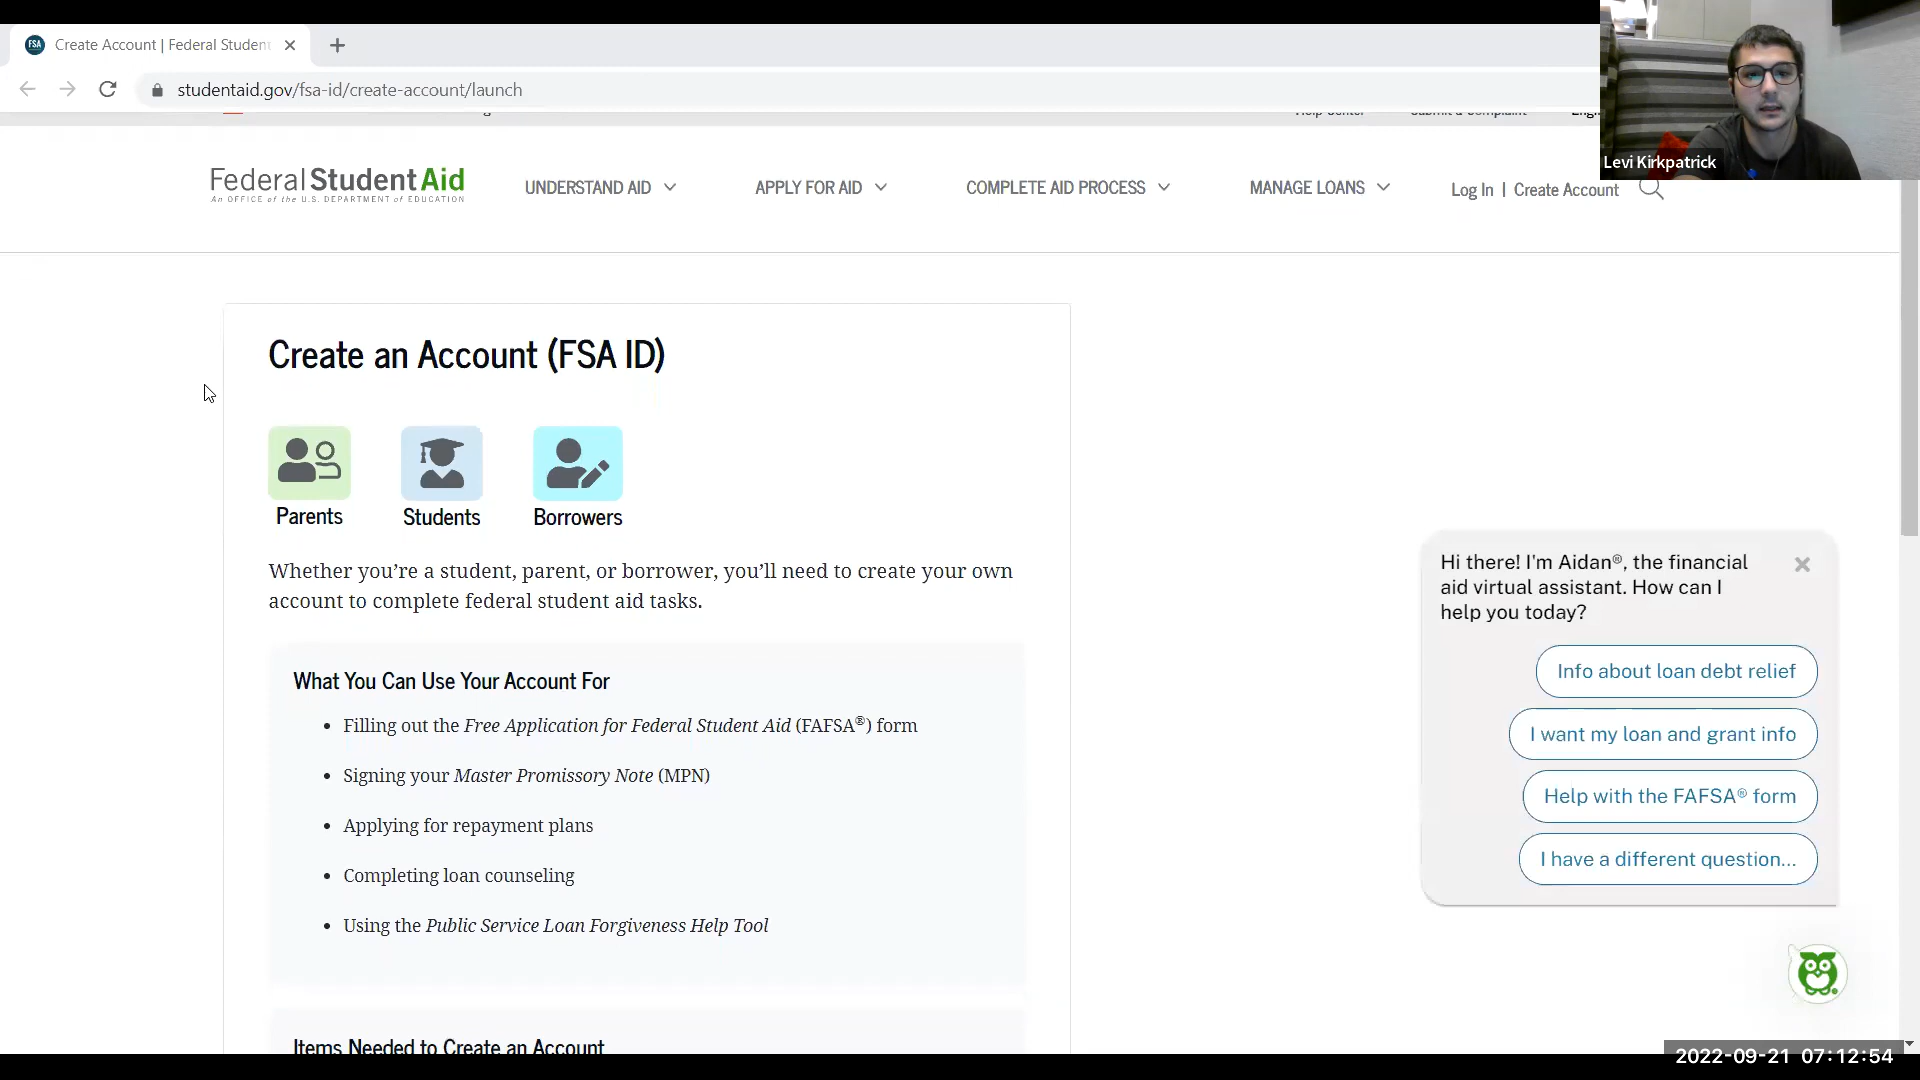 FSA Create Account | Federal Student
studentaid.gov/fsa-id/create-account/launch
Help Center Submit a Complaint
Levi Kirkpatrick
Federal Student Aid
An OFFICE of the U.S. DEPARTMENT of EDUCATION
UNDERSTAND AID APPLY FOR AID COMPLETE AID PROCESS MANAGE LOANS Log In | Create Account
Create an Account (FSA ID)
Parents Students Borrowers
Whether you’re a student, parent, or borrower, you’ll need to create your own
account to complete federal student aid tasks.
What You Can Use Your Account For
• Filling out the Free Application for Federal Student Aid (FAFSA®) form
• Signing your Master Promissory Note (MPN)
• Applying for repayment plans
• Completing loan counseling
• Using the Public Service Loan Forgiveness Help Tool
Items Needed to Create an Account
Hi there! I'm Aidan®, the financial
aid virtual assistant. How can I
help you today?
Info about loan debt relief
I want my loan and grant info
Help with the FAFSA® form
I have a different question...
2022-09-21 07:12:54